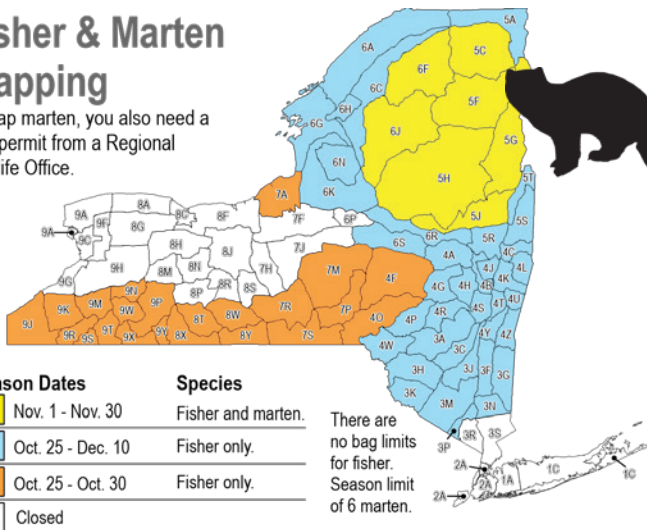 sher & Marten
apping
ap marten, you also need a
permit from a Regional
ife Office.
5A
6A
5C
6F
6C
5F
6H
6G
6J
5G
6N
5H
5T
6K
7A
5J
5S
8A
9A
9F
8C
8F
7F
6P
9A
8G
9C
6R
5R
6S
8H
7J
8J
4A
4C
9H
8M
8N
7H
7M
4F
4J
4L
9G
8R
4G
4H
4B
4K
8P
8S
9N
9K
9M
9P
9W
7R
7P
4O
4R
4S
4T
4U
9J
8T
8W
4P
9R
9S
9T
9X
9Y
8X
8Y
7S
4W
3A
4Y
4Z
3C
3H
3J
3F
3G
3K
3M
3N
3P
3R
3S
2A
2A
2A
1A
1C
1C
son Dates Species
Nov. 1 - Nov. 30 Fisher and marten.
Oct. 25 - Dec. 10 Fisher only.
Oct. 25 - Oct. 30 Fisher only.
Closed
There are
no bag limits
for fisher.
Season limit
of 6 marten.